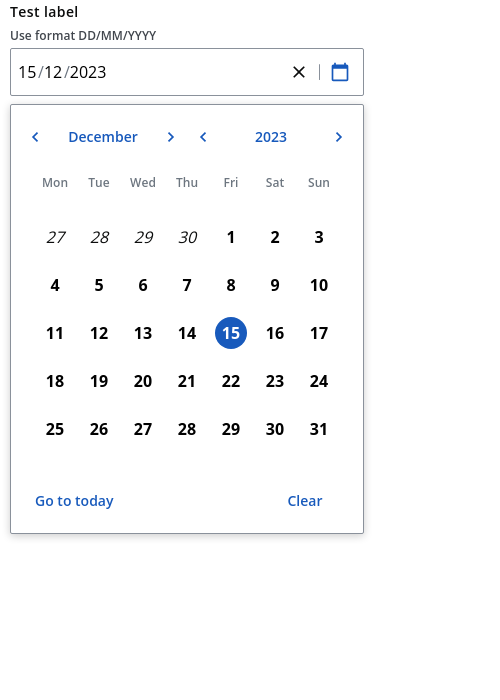 Test label
Use format DD/MM/YYYY
15/12/2023
December 2023
Mon Tue Wed Thu Fri Sat Sun
27 28 29 30 1 2 3
4 5 6 7 8 9 10
11 12 13 14 15 16 17
18 19 20 21 22 23 24
25 26 27 28 29 30 31
Go to today Clear